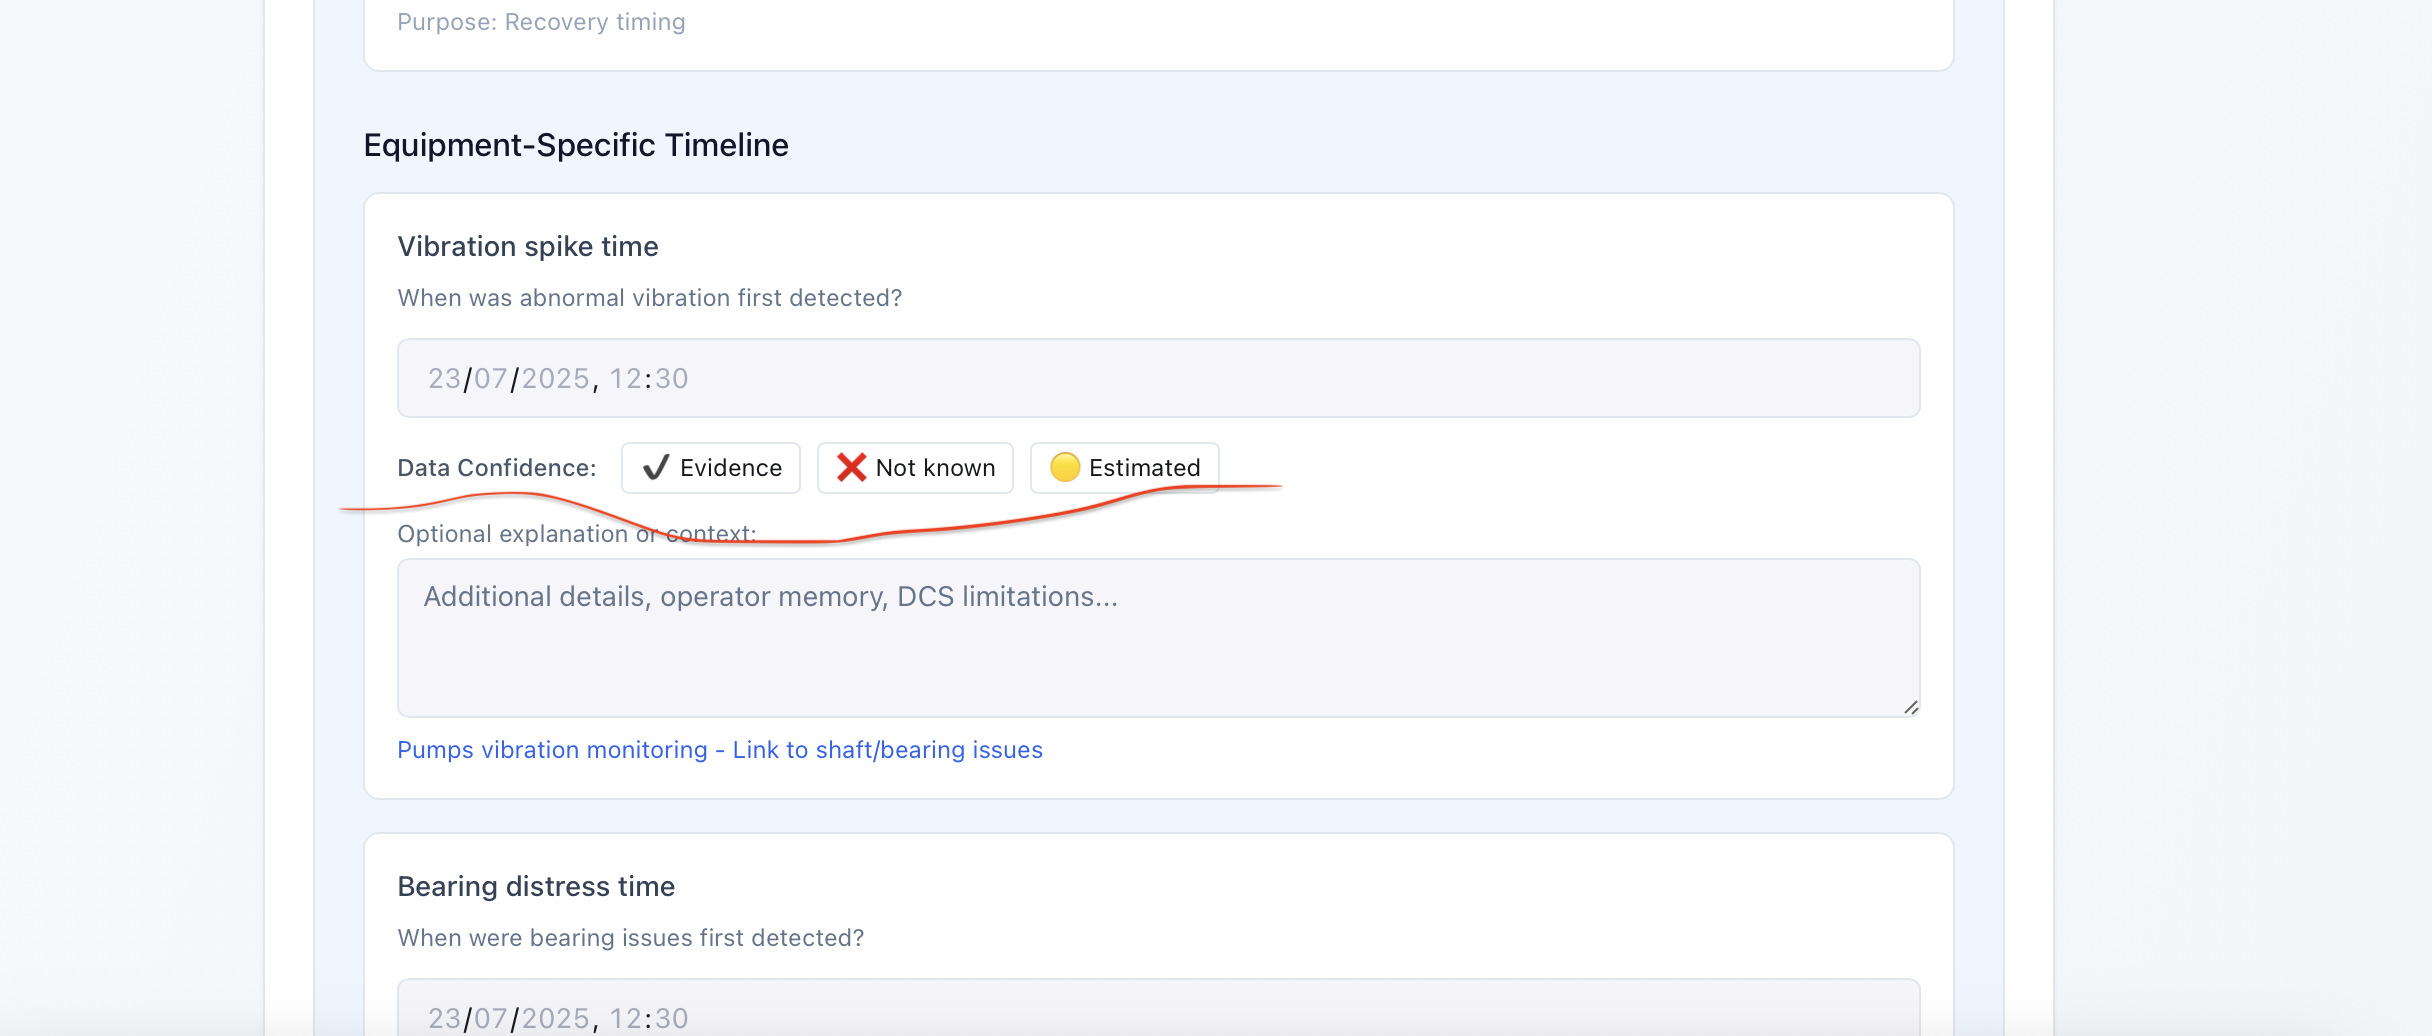 Purpose: Recovery timing
Equipment-Specific Timeline
Vibration spike time
When was abnormal vibration first detected?
23/07/2025, 12:30
Data Confidence: ✔ Evidence ❌ Not known 🟡 Estimated
Optional explanation or context:
Additional details, operator memory, DCS limitations...
Pumps vibration monitoring - Link to shaft/bearing issues
Bearing distress time
When were bearing issues first detected?
23/07/2025, 12:30